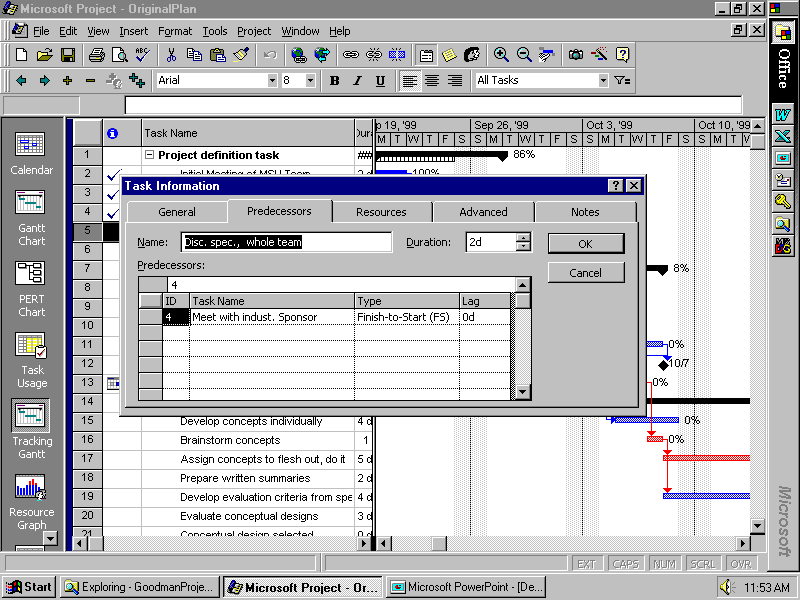 Microsoft Project - OriginalPlan
File Edit View Insert Format Tools Project Window Help
Arial 8 B I U All Tasks
Office
Task Name Dura
p 19, '99 Sep 26, '99 Oct 3, '99 Oct 10, '99
M T W T F S S M T W T F S S M T W T F S S M T W
1 Project definition task ### 86%
2 Initial Meeting of MSU Team 2 d 100%
3
4
5
6
7 8%
8
9
10
11 0%
12 10/7
13 0%
14
15 Develop concepts individually 4 d 0%
16 Brainstorm concepts 1 0%
17 Assign concepts to flesh out, do it 5 d
18 Prepare written summaries 2 d
19 Develop evaluation criteria from spe 4 d
20 Evaluate conceptual designs 3 d
21 Conceptual design selected 0 d
Calendar
Gantt
Chart
PERT
Chart
Task
Usage
Tracking
Gantt
Resource
Graph
Task Information
General Predecessors Resources Advanced Notes
Name: Disc. spec., whole team Duration: 2d OK
Predecessors: Cancel
4
ID Task Name Type Lag
4 Meet with indust. Sponsor Finish-to-Start (FS) 0d
Microsoft
EXT CAPS NUM SCRL OVR
Start Exploring - GoodmanProje... Microsoft Project - [Or... Microsoft PowerPoint - [De... 11:53 AM